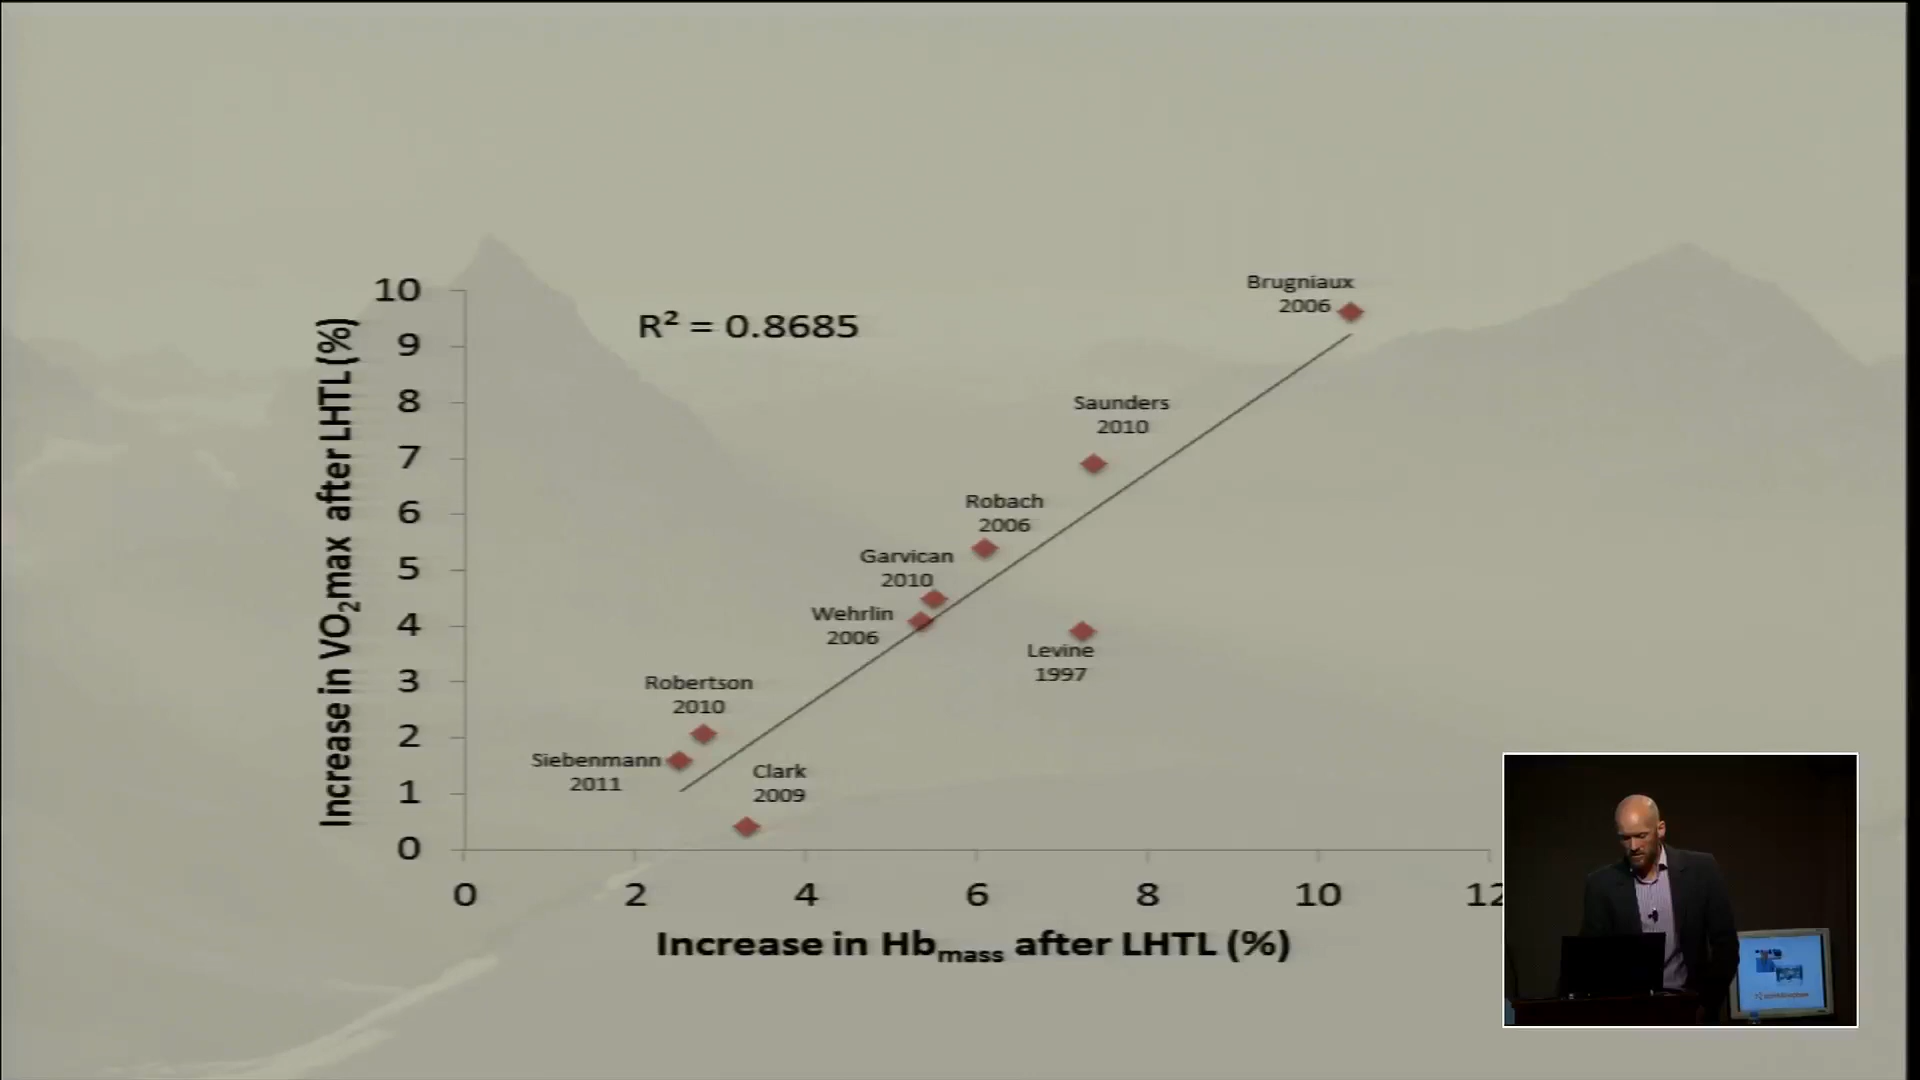 Increase in VO₂max after LHTL (%)
10
9
8
7
6
5
4
3
2
1
0
R² = 0.8685
Brugniaux
2006
Saunders
2010
Robach
2006
Garvican
2010
Wehrlin
2006
Levine
1997
Robertson
2010
Siebenmann
2011
Clark
2009
0 2 4 6 8 10 12
Increase in Hbmass after LHTL (%)